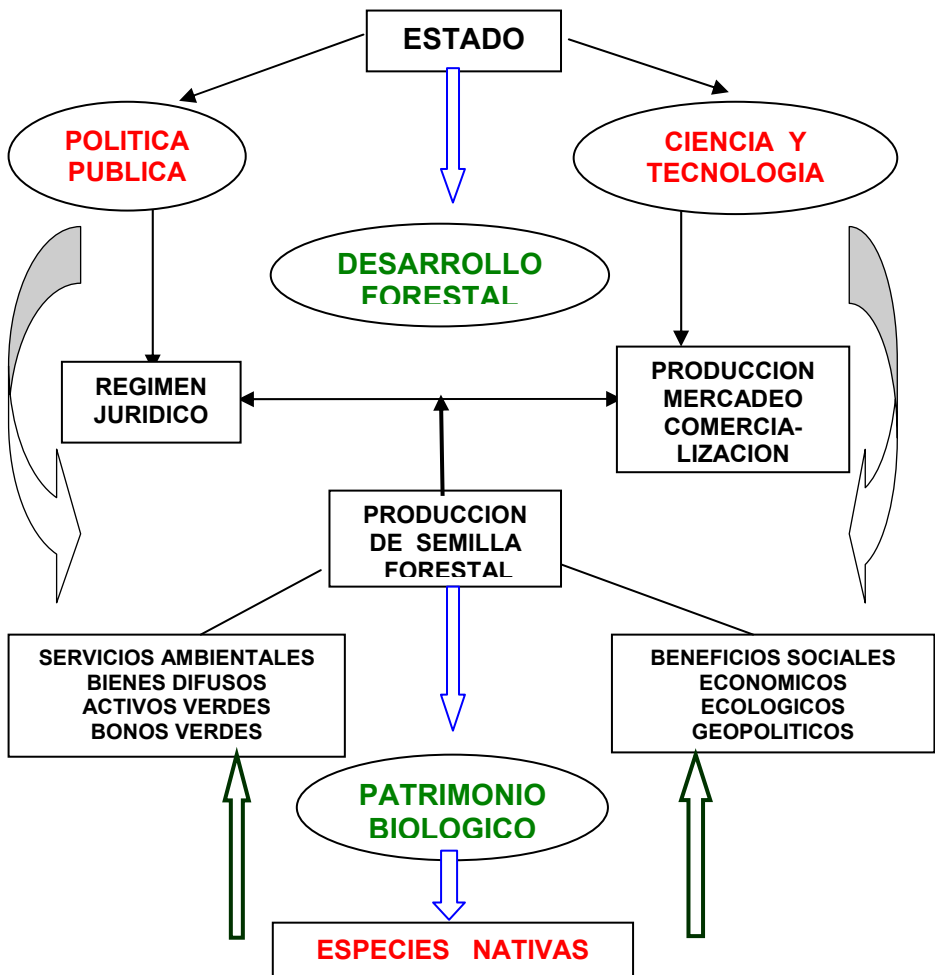 ESTADO
POLITICA
PUBLICA
CIENCIA Y
TECNOLOGIA
DESARROLLO
FORESTAL
REGIMEN
JURIDICO
PRODUCCION
MERCADEO
COMERCIA-
LIZACION
PRODUCCION
DE SEMILLA
FORESTAL
SERVICIOS AMBIENTALES
BIENES DIFUSOS
ACTIVOS VERDES
BONOS VERDES
BENEFICIOS SOCIALES
ECONOMICOS
ECOLOGICOS
GEOPOLITICOS
PATRIMONIO
BIOLOGICO
ESPECIES NATIVAS